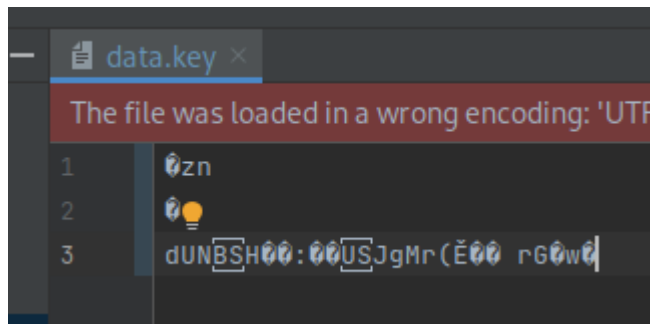 data.key
The file was loaded in a wrong encoding: 'UTF
1 �zn
2 �
3 dUNBSH��:��USJgMr(Ě�� rG�w�